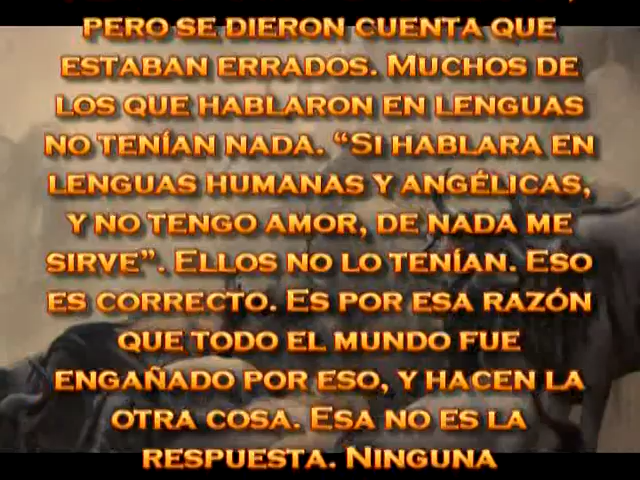 PERO SE DIERON CUENTA QUE
ESTABAN ERRADOS. MUCHOS DE
LOS QUE HABLARON EN LENGUAS
NO TENÍAN NADA. “SI HABLARA EN
LENGUAS HUMANAS Y ANGÉLICAS,
Y NO TENGO AMOR, DE NADA ME
SIRVE”. ELLOS NO LO TENÍAN. ESO
ES CORRECTO. ES POR ESA RAZÓN
QUE TODO EL MUNDO FUE
ENGAÑADO POR ESO, Y HACEN LA
OTRA COSA. ESA NO ES LA
RESPUESTA. NINGUNA